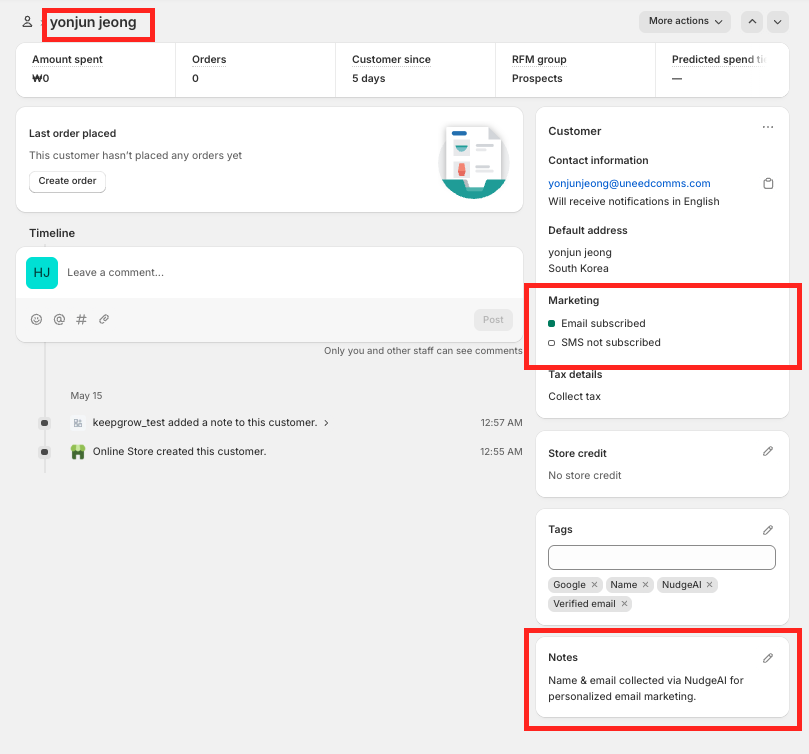 yonjun jeong
More actions
Amount spent
₩0
Orders
0
Customer since
5 days
RFM group
Prospects
Predicted spend
—
Last order placed
This customer hasn't placed any orders yet
Create order
Timeline
HJ
Leave a comment...
Post
Only you and other staff can see comments
May 15
keepgrow_test added a note to this customer.
12:57 AM
Online Store created this customer.
12:55 AM
Customer
Contact information
yonjunjeong@uneedcomms.com
Will receive notifications in English
Default address
yonjun jeong
South Korea
Marketing
Email subscribed
SMS not subscribed
Tax details
Collect tax
Store credit
No store credit
Tags
Google × Name × NudgeAI ×
Verified email ×
Notes
Name & email collected via NudgeAI for
personalized email marketing.